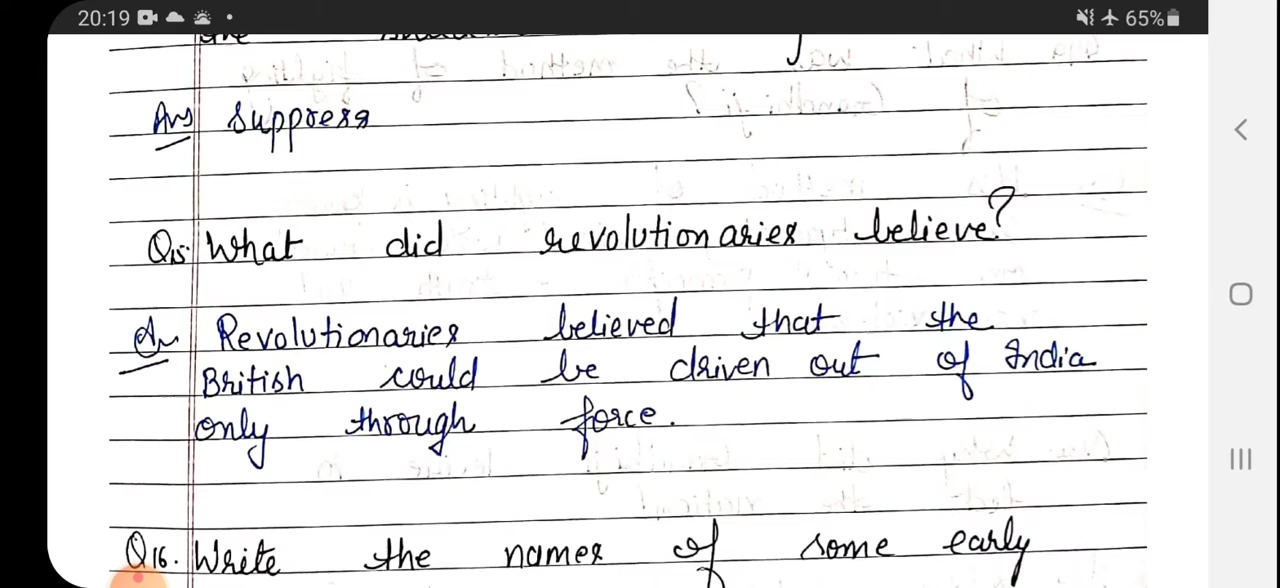 20:19 65%
the
Ans Suppress
Q15. What did revolutionaries believe?
Ans Revolutionaries believed that the
British could be driven out of India
only through force.
Q16. Write the names of some early